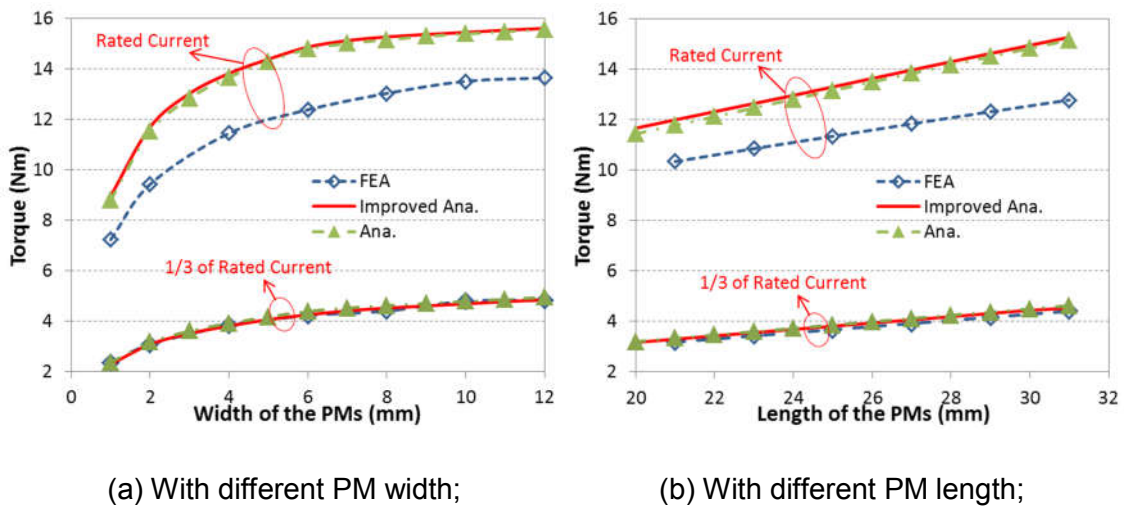 16
14
12
10
8
6
4
2
Torque (Nm)
Rated Current
FEA
Improved Ana.
Ana.
1/3 of Rated Current
0 2 4 6 8 10 12
Width of the PMs (mm)
(a) With different PM width;
16
14
12
10
8
6
4
2
Torque (Nm)
Rated Current
FEA
Improved Ana.
Ana.
1/3 of Rated Current
20 22 24 26 28 30 32
Length of the PMs (mm)
(b) With different PM length;